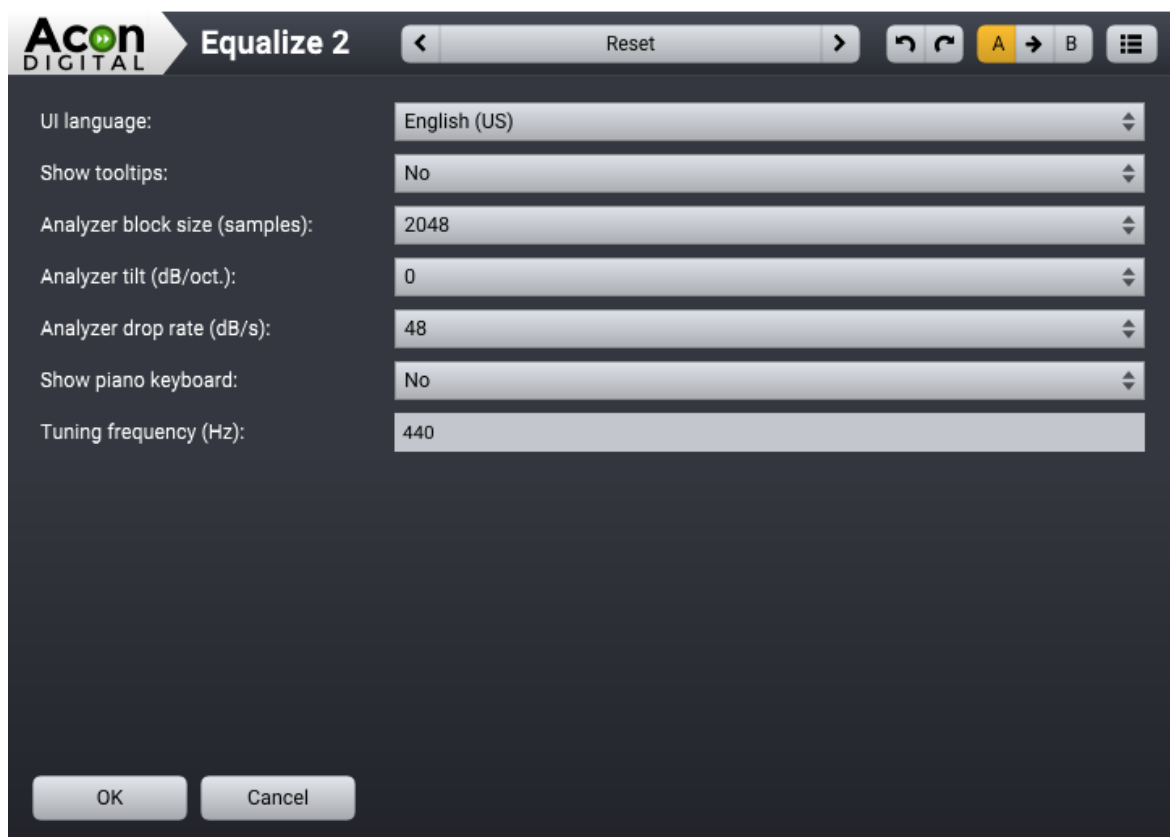 Acon
DIGITAL
Equalize 2
Reset
A
B
UI language:
English (US)
Show tooltips:
No
Analyzer block size (samples):
2048
Analyzer tilt (dB/oct.):
0
Analyzer drop rate (dB/s):
48
Show piano keyboard:
No
Tuning frequency (Hz):
440
OK
Cancel